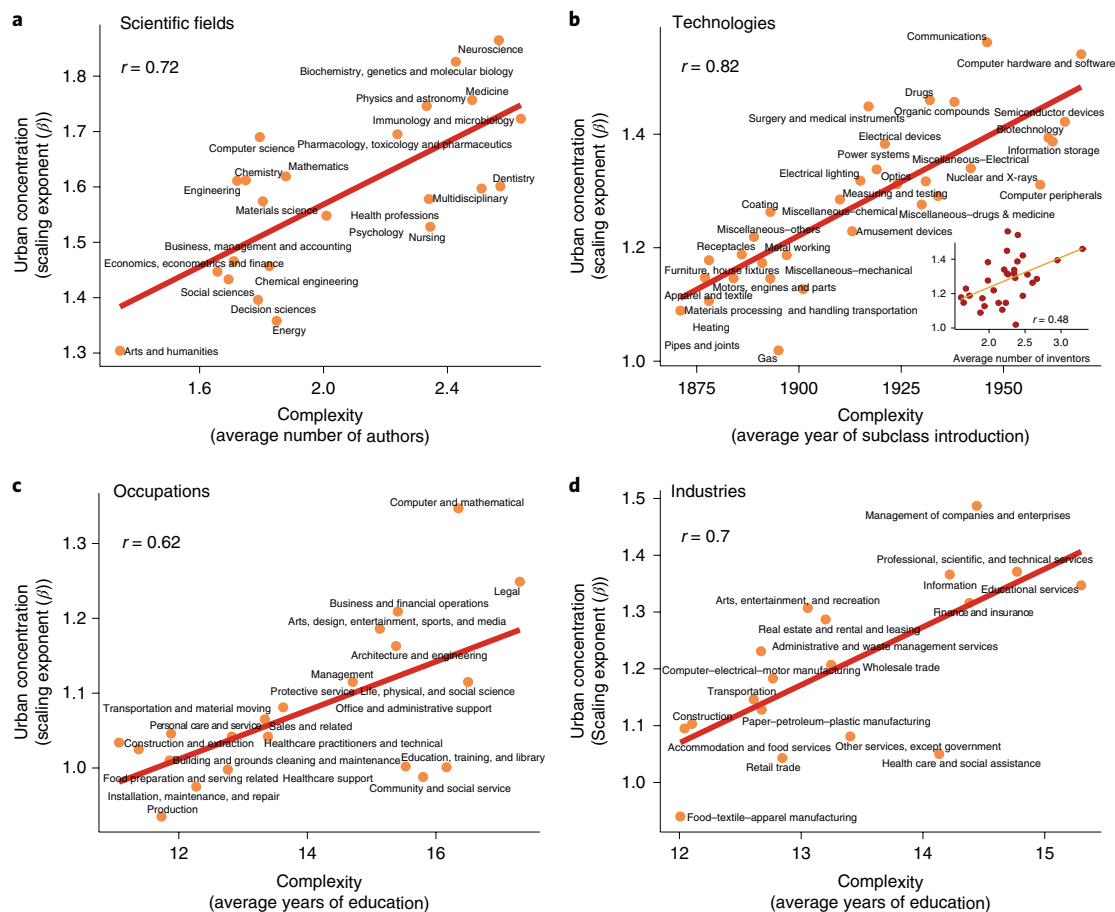 a
Scientific fields
r = 0.72
Urban concentration
(scaling exponent (β))
1.8
1.7
1.6
1.5
1.4
1.3
Neuroscience
Biochemistry, genetics and molecular biology
Medicine
Physics and astronomy
Immunology and microbiology
Computer science
Pharmacology, toxicology and pharmaceutics
Mathematics
Chemistry
Dentistry
Engineering
Multidisciplinary
Materials science
Health professions
Psychology
Nursing
Business, management and accounting
Economics, econometrics and finance
Chemical engineering
Social sciences
Decision sciences
Energy
Arts and humanities
1.6
2.0
2.4
Complexity
(average number of authors)
b
Technologies
r = 0.82
Urban concentration
(scaling exponent (β))
1.4
1.2
1.0
Communications
Computer hardware and software
Drugs
Organic compounds
Semiconductor devices
Surgery and medical instruments
Biotechnology
Electrical devices
Information storage
Power systems
Miscellaneous–Electrical
Electrical lighting
Optics
Nuclear and X-rays
Measuring and testing
Computer peripherals
Coating
Miscellaneous–chemical
Miscellaneous–drugs & medicine
Miscellaneous–others
Amusement devices
Receptacles
Metal working
Furniture, house fixtures
Miscellaneous–mechanical
Motors, engines and parts
Apparel and textile
Materials processing and handling transportation
Heating
Pipes and joints
Gas
1.4
1.2
1.0
r = 0.48
2.0
2.5
3.0
Average number of inventors
1875
1900
1925
1950
Complexity
(average year of subclass introduction)
c
Occupations
r = 0.62
Urban concentration
(scaling exponent (β))
1.3
1.2
1.1
1.0
Computer and mathematical
Legal
Business and financial operations
Arts, design, entertainment, sports, and media
Architecture and engineering
Management
Protective service
Life, physical, and social science
Transportation and material moving
Office and administrative support
Personal care and service
Sales and related
Construction and extraction
Healthcare practitioners and technical
Building and grounds cleaning and maintenance
Education, training, and library
Food preparation and serving related
Healthcare support
Community and social service
Installation, maintenance, and repair
Production
12
14
16
Complexity
(average years of education)
d
Industries
r = 0.7
Urban concentration
(Scaling exponent (β))
1.5
1.4
1.3
1.2
1.1
1.0
Management of companies and enterprises
Professional, scientific, and technical services
Information
Educational services
Arts, entertainment, and recreation
Finance and insurance
Real estate and rental and leasing
Administrative and waste management services
Computer–electrical–motor manufacturing
Wholesale trade
Transportation
Construction
Paper–petroleum–plastic manufacturing
Accommodation and food services
Other services, except government
Retail trade
Health care and social assistance
Food–textile–apparel manufacturing
12
13
14
15
Complexity
(average years of education)